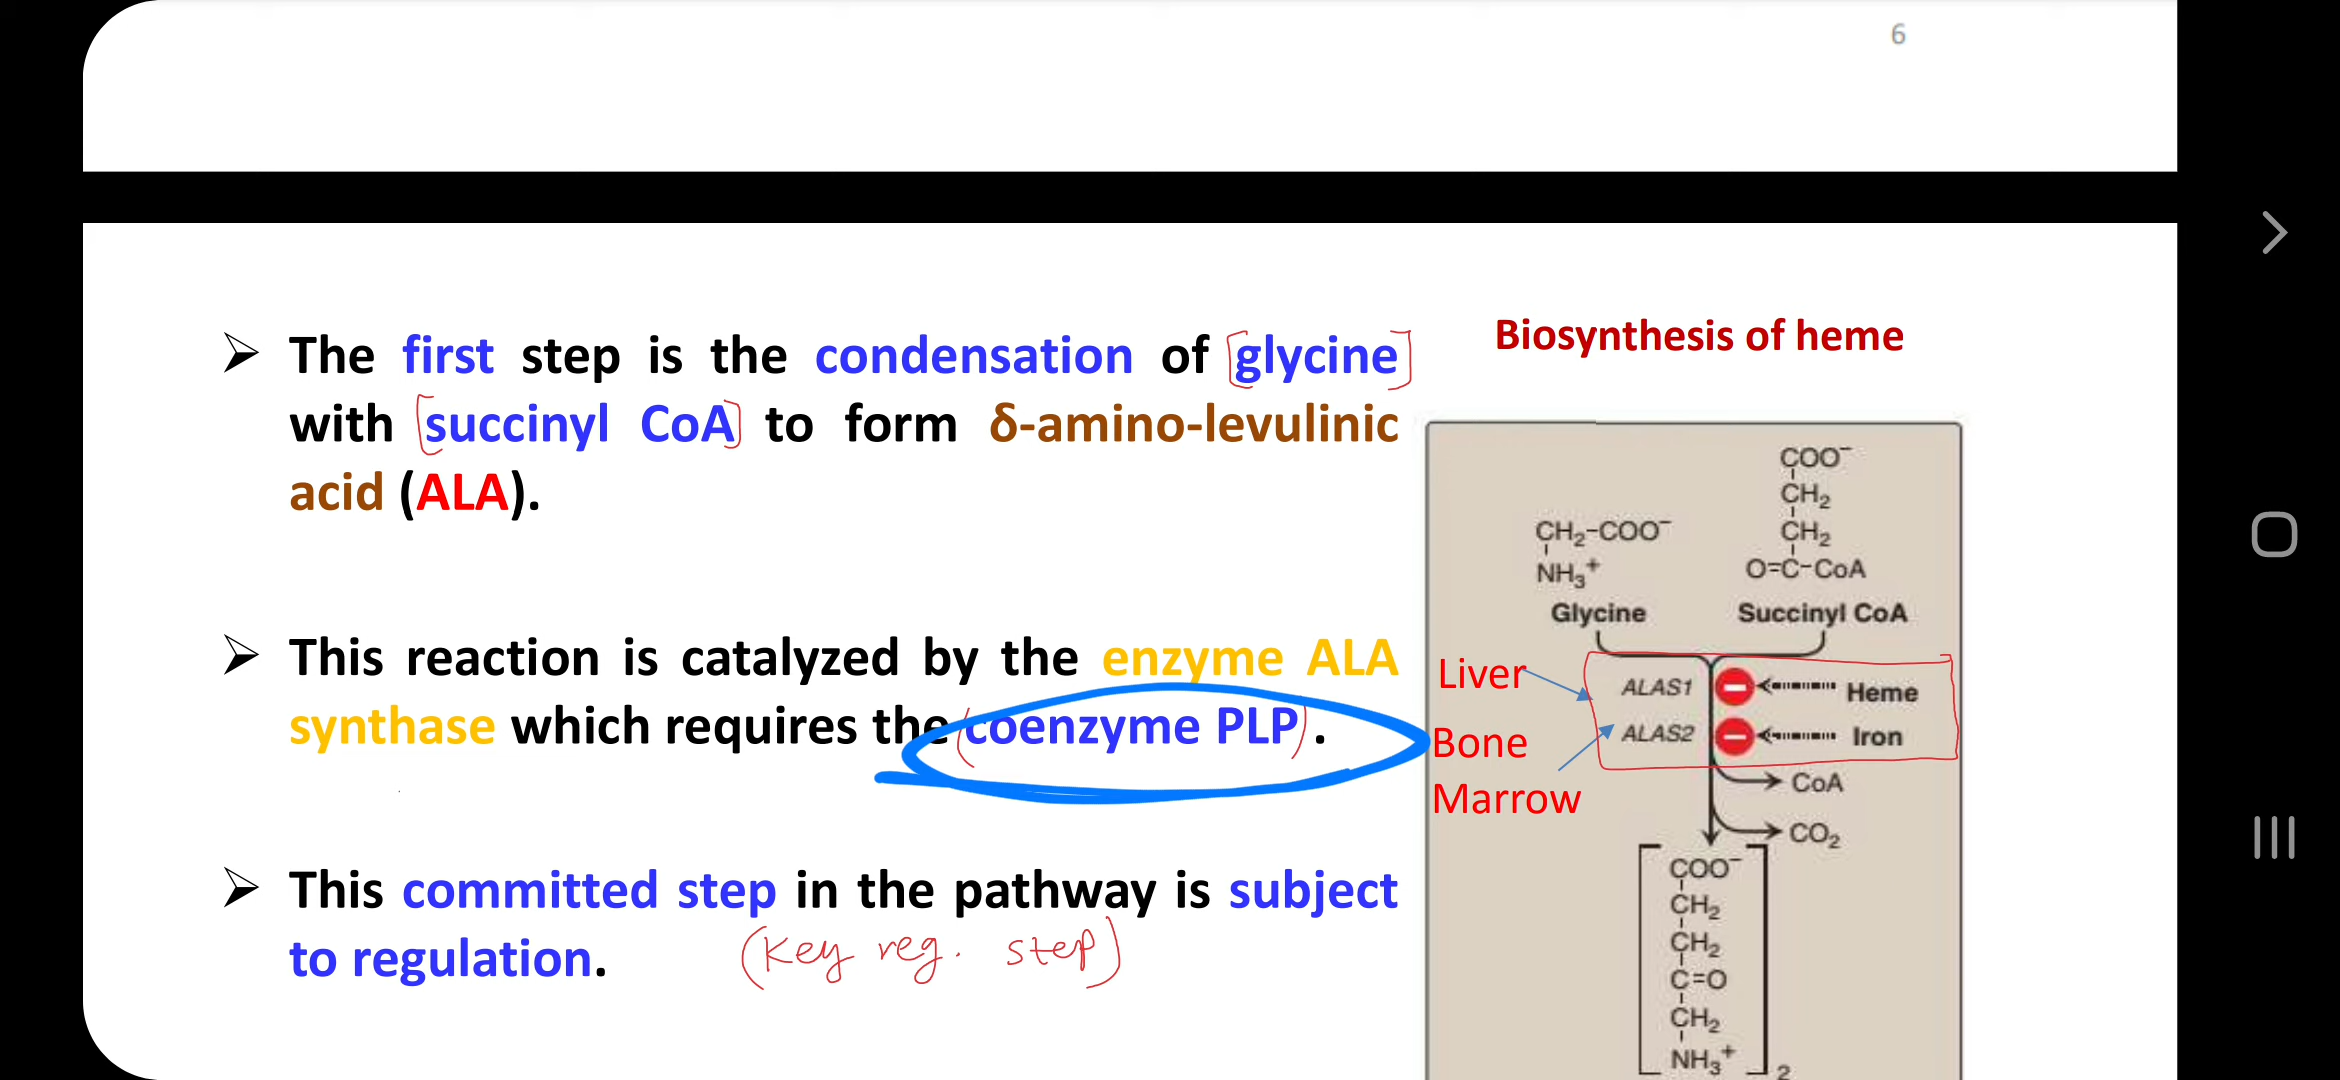 6
➢ The first step is the condensation of [glycine]
with [succinyl CoA] to form δ-amino-levulinic
acid (ALA).
➢ This reaction is catalyzed by the enzyme ALA
synthase which requires the (coenzyme PLP).
➢ This committed step in the pathway is subject
to regulation. (Key reg. step)
Biosynthesis of heme
COO⁻
CH₂
CH₂
O=C-CoA
Succinyl CoA
CH₂-COO⁻
NH₃⁺
Glycine
Liver
ALAS1
Heme
Bone
Marrow
ALAS2
Iron
CoA
CO₂
COO⁻
CH₂
CH₂
C=O
CH₂
NH₃⁺
2